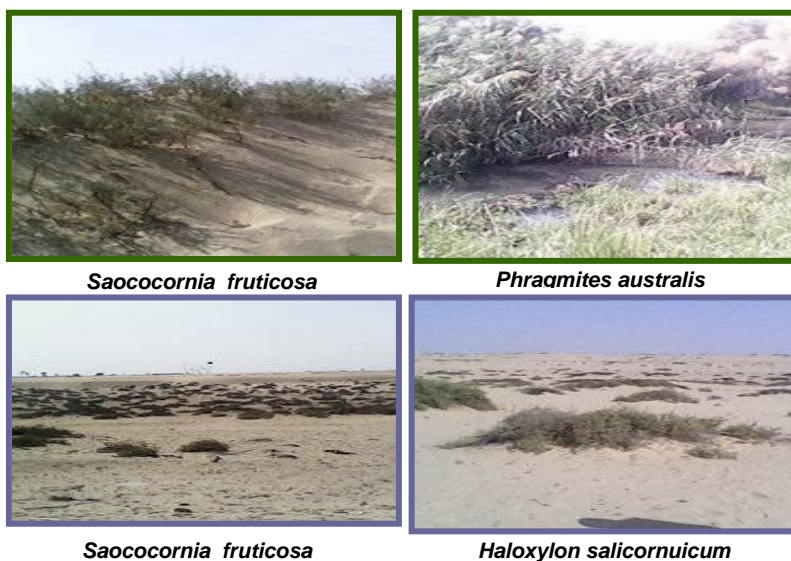 Saococornia fruticosa
Phragmites australis
Saococornia fruticosa
Haloxylon salicornuicum